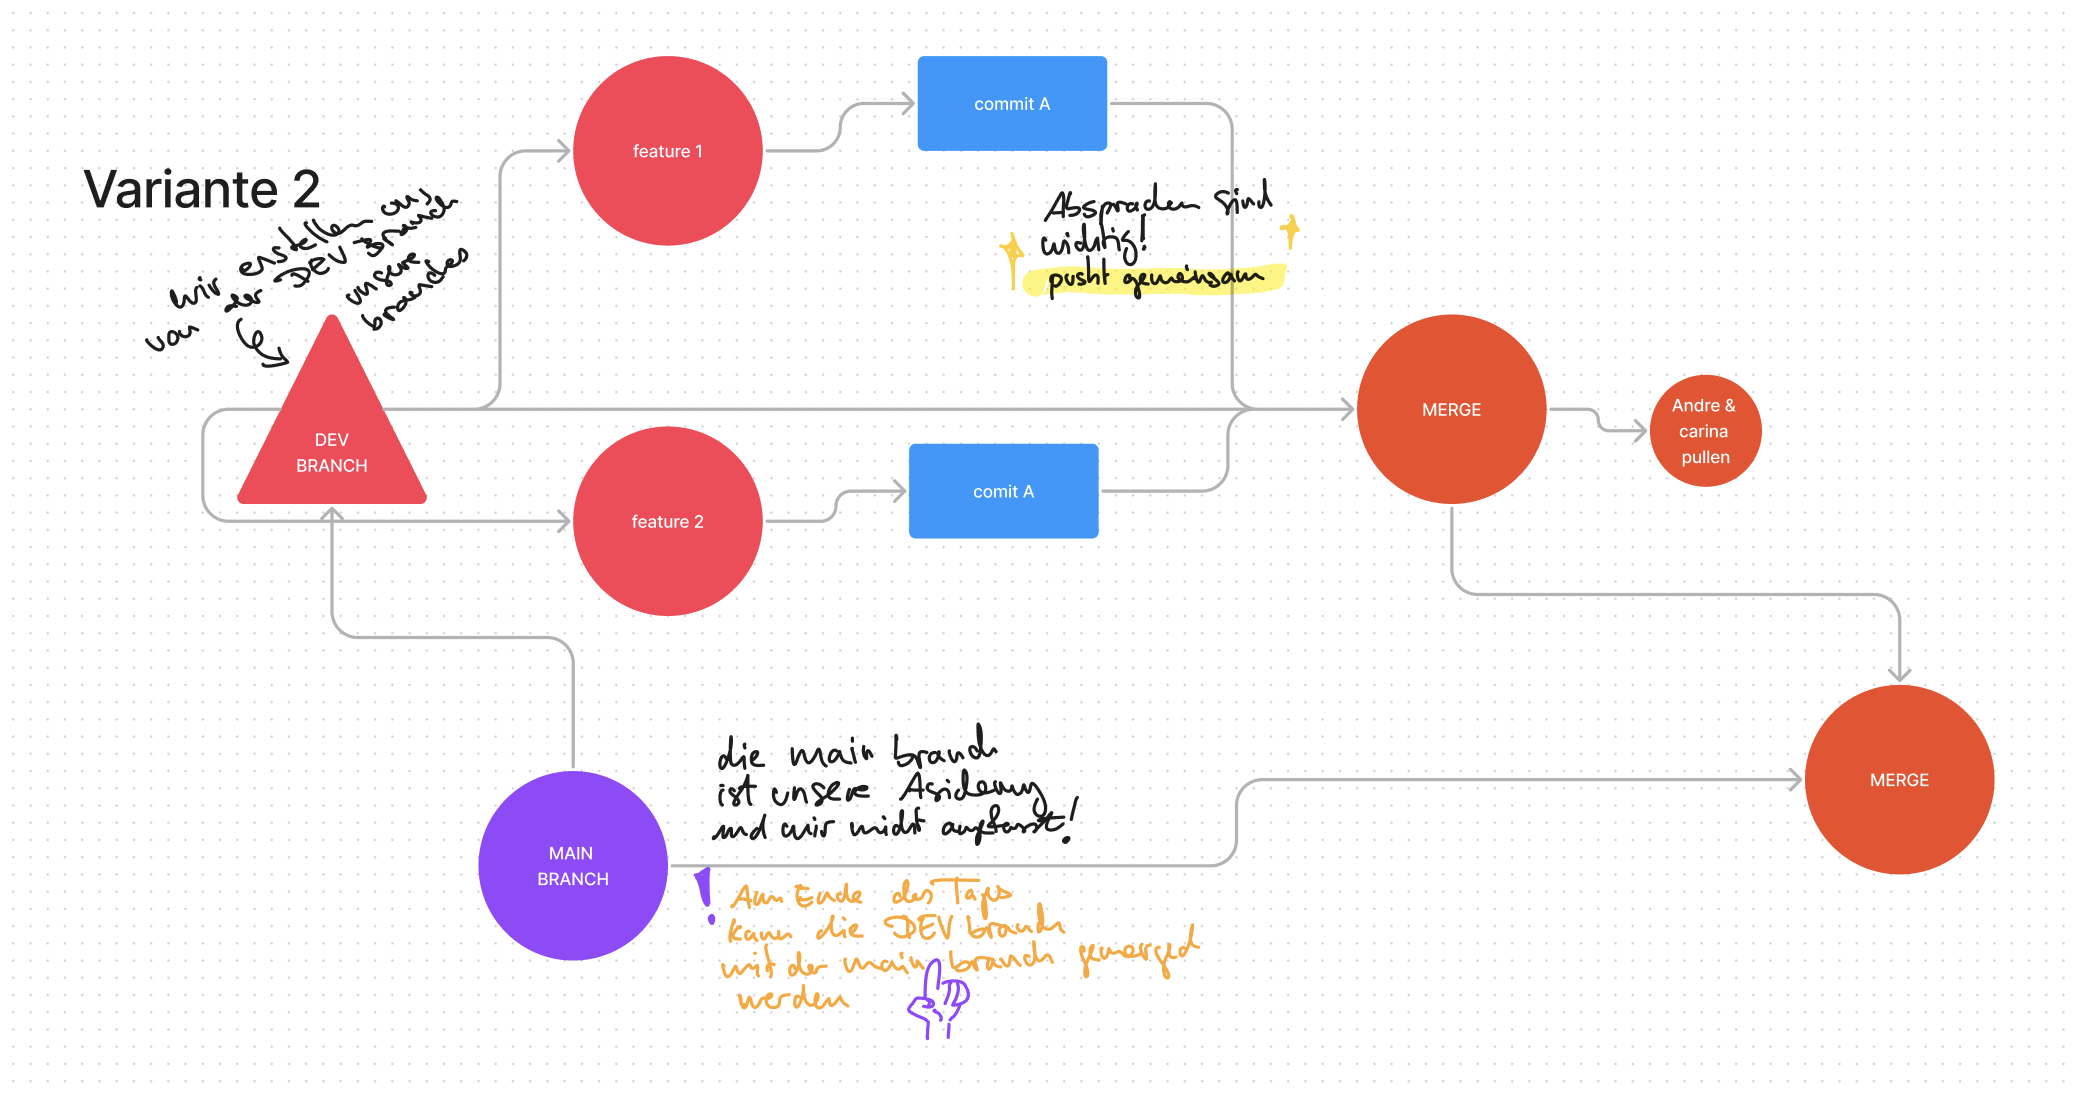 Variante 2
wir erstellen aus
von der DEV Branch
unsere
branches
DEV
BRANCH
feature 1
commit A
Absprachen sind
wichtig!
pusht gemeinsam
feature 2
comit A
MERGE
Andre &
carina
pullen
MERGE
MAIN
BRANCH
die main branch
ist unsere
und wir nicht angefasst!
! Am Ende des Tages
kann die DEV branch
mit der main branch gemerged
werden